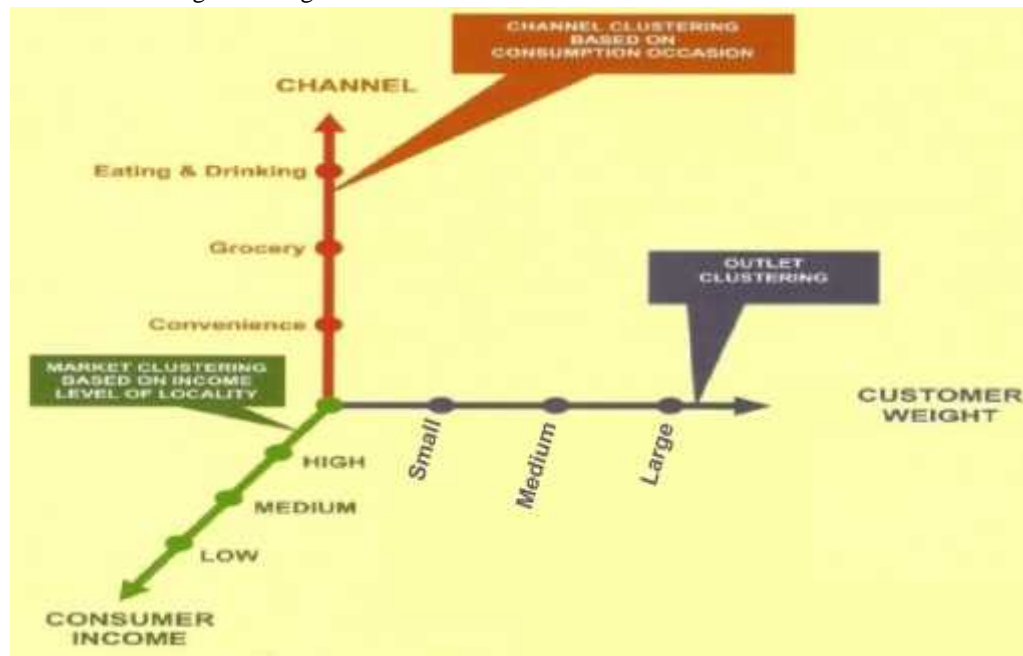 CHANNEL CLUSTERING
BASED ON
CONSUMPTION OCCASION
CHANNEL
Eating & Drinking
Grocery
OUTLET
CLUSTERING
Convenience
MARKET CLUSTERING
BASED ON INCOME
LEVEL OF LOCALITY
CUSTOMER
WEIGHT
Small
Medium
Large
HIGH
MEDIUM
LOW
CONSUMER
INCOME